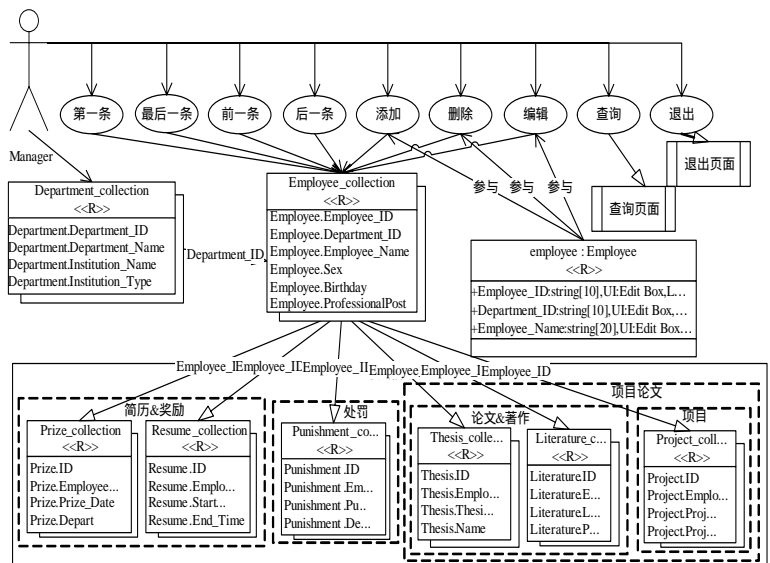 第一条
最后一条
前一条
后一条
添加
删除
编辑
查询
退出
Manager
退出页面
查询页面
参与
参与
参与
Department_collection
<<R>>
Department.Department_ID
Department.Department_Name
Department.Institution_Name
Department.Institution_Type
Department_ID
Employee_collection
<<R>>
Employee.Employee_ID
Employee.Department_ID
Employee.Employee_Name
Employee.Sex
Employee.Birthday
Employee.ProfessionalPost
employee : Employee
<<R>>
+Employee_ID:string[10],UI:Edit Box,L...
+Department_ID:string[10],UI:Edit Box,...
+Employee_Name:string[20],UI:Edit Box...
Employee_ID
项目论文
简历&奖励
处罚
论文&著作
项目
Prize_collection
<<R>>
Prize.ID
Prize.Employee...
Prize.Prize_Date
Prize.Depart
Resume_collection
<<R>>
Resume.ID
Resume.Emplo...
Resume.Start...
Resume.End_Time
Punishment_co...
<<R>>
Punishment .ID
Punishment .Em...
Punishment .Pu...
Punishment .De...
Thesis_colle...
<<R>>
Thesis.ID
Thesis.Emplo...
Thesis.Thesi...
Thesis.Name
Literature_c...
<<R>>
Literature.ID
Literature.E...
Literature.L...
Literature.P...
Project_coll...
<<R>>
Project.ID
Project.Emplo...
Project.Proj...
Project.Proj...